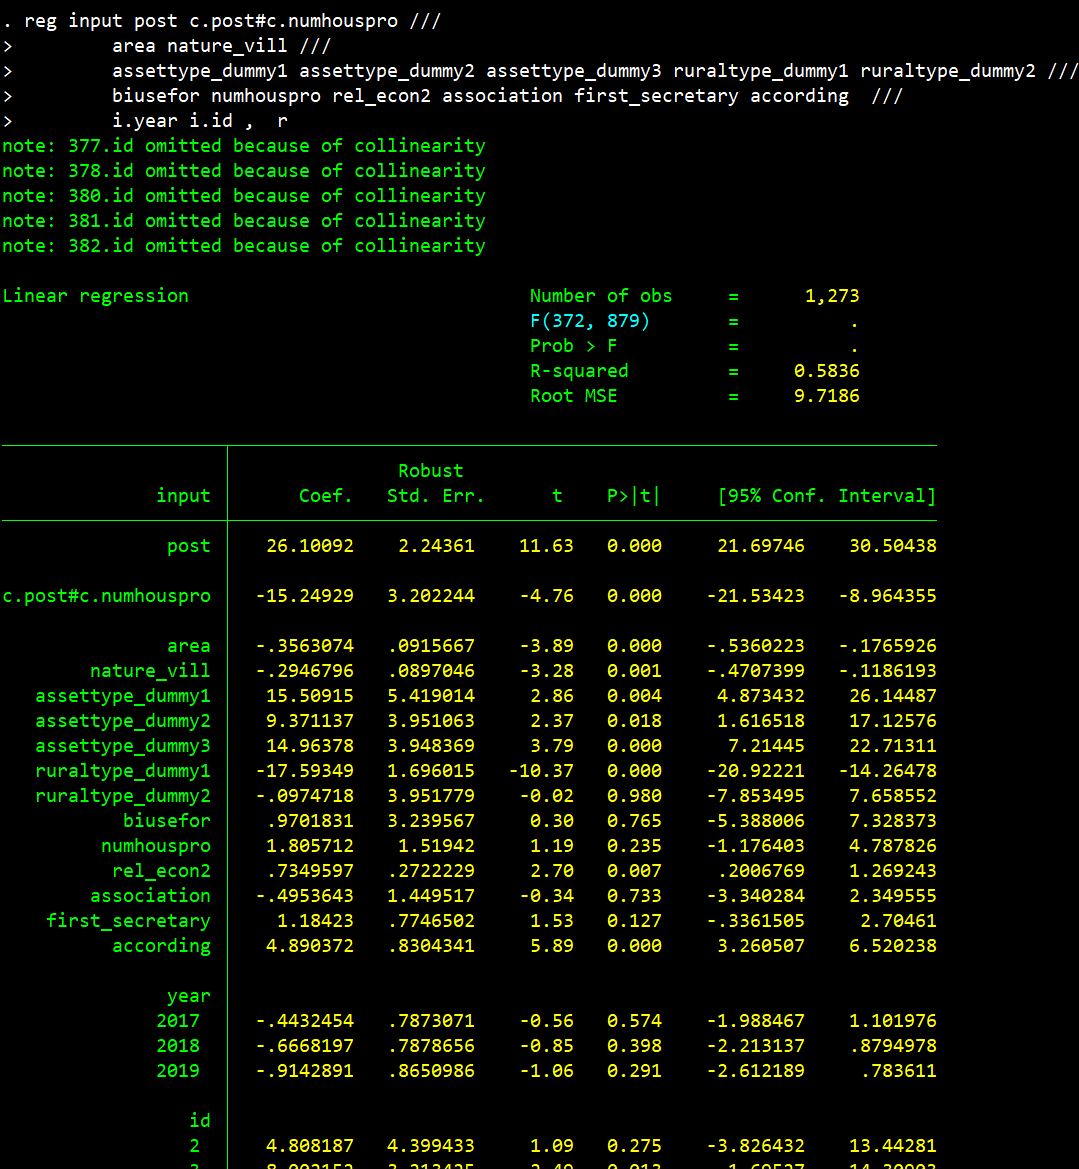 . reg input post c.post#c.numhouspro ///
> area nature_vill ///
> assettype_dummy1 assettype_dummy2 assettype_dummy3 ruraltype_dummy1 ruraltype_dummy2 ///
> biusefor numhouspro rel_econ2 association first_secretary according ///
> i.year i.id , r
note: 377.id omitted because of collinearity
note: 378.id omitted because of collinearity
note: 380.id omitted because of collinearity
note: 381.id omitted because of collinearity
note: 382.id omitted because of collinearity
Linear regression Number of obs = 1,273
F(372, 879) = .
Prob > F = .
R-squared = 0.5836
Root MSE = 9.7186
Robust
input Coef. Std. Err. t P>|t| [95% Conf. Interval]
post 26.10092 2.24361 11.63 0.000 21.69746 30.50438
c.post#c.numhouspro -15.24929 3.202244 -4.76 0.000 -21.53423 -8.964355
area -.3563074 .0915667 -3.89 0.000 -.5360223 -.1765926
nature_vill -.2946796 .0897046 -3.28 0.001 -.4707399 -.1186193
assettype_dummy1 15.50915 5.419014 2.86 0.004 4.873432 26.14487
assettype_dummy2 9.371137 3.951063 2.37 0.018 1.616518 17.12576
assettype_dummy3 14.96378 3.948369 3.79 0.000 7.21445 22.71311
ruraltype_dummy1 -17.59349 1.696015 -10.37 0.000 -20.92221 -14.26478
ruraltype_dummy2 -.0974718 3.951779 -0.02 0.980 -7.853495 7.658552
biusefor .9701831 3.239567 0.30 0.765 -5.388006 7.328373
numhouspro 1.805712 1.51942 1.19 0.235 -1.176403 4.787826
rel_econ2 .7349597 .2722229 2.70 0.007 .2006769 1.269243
association -.4953643 1.449517 -0.34 0.733 -3.340284 2.349555
first_secretary 1.18423 .7746502 1.53 0.127 -.3361505 2.70461
according 4.890372 .8304341 5.89 0.000 3.260507 6.520238
year
2017 -.4432454 .7873071 -0.56 0.574 -1.988467 1.101976
2018 -.6668197 .7878656 -0.85 0.398 -2.213137 .8794978
2019 -.9142891 .8650986 -1.06 0.291 -2.612189 .783611
id
2 4.808187 4.399433 1.09 0.275 -3.826432 13.44281